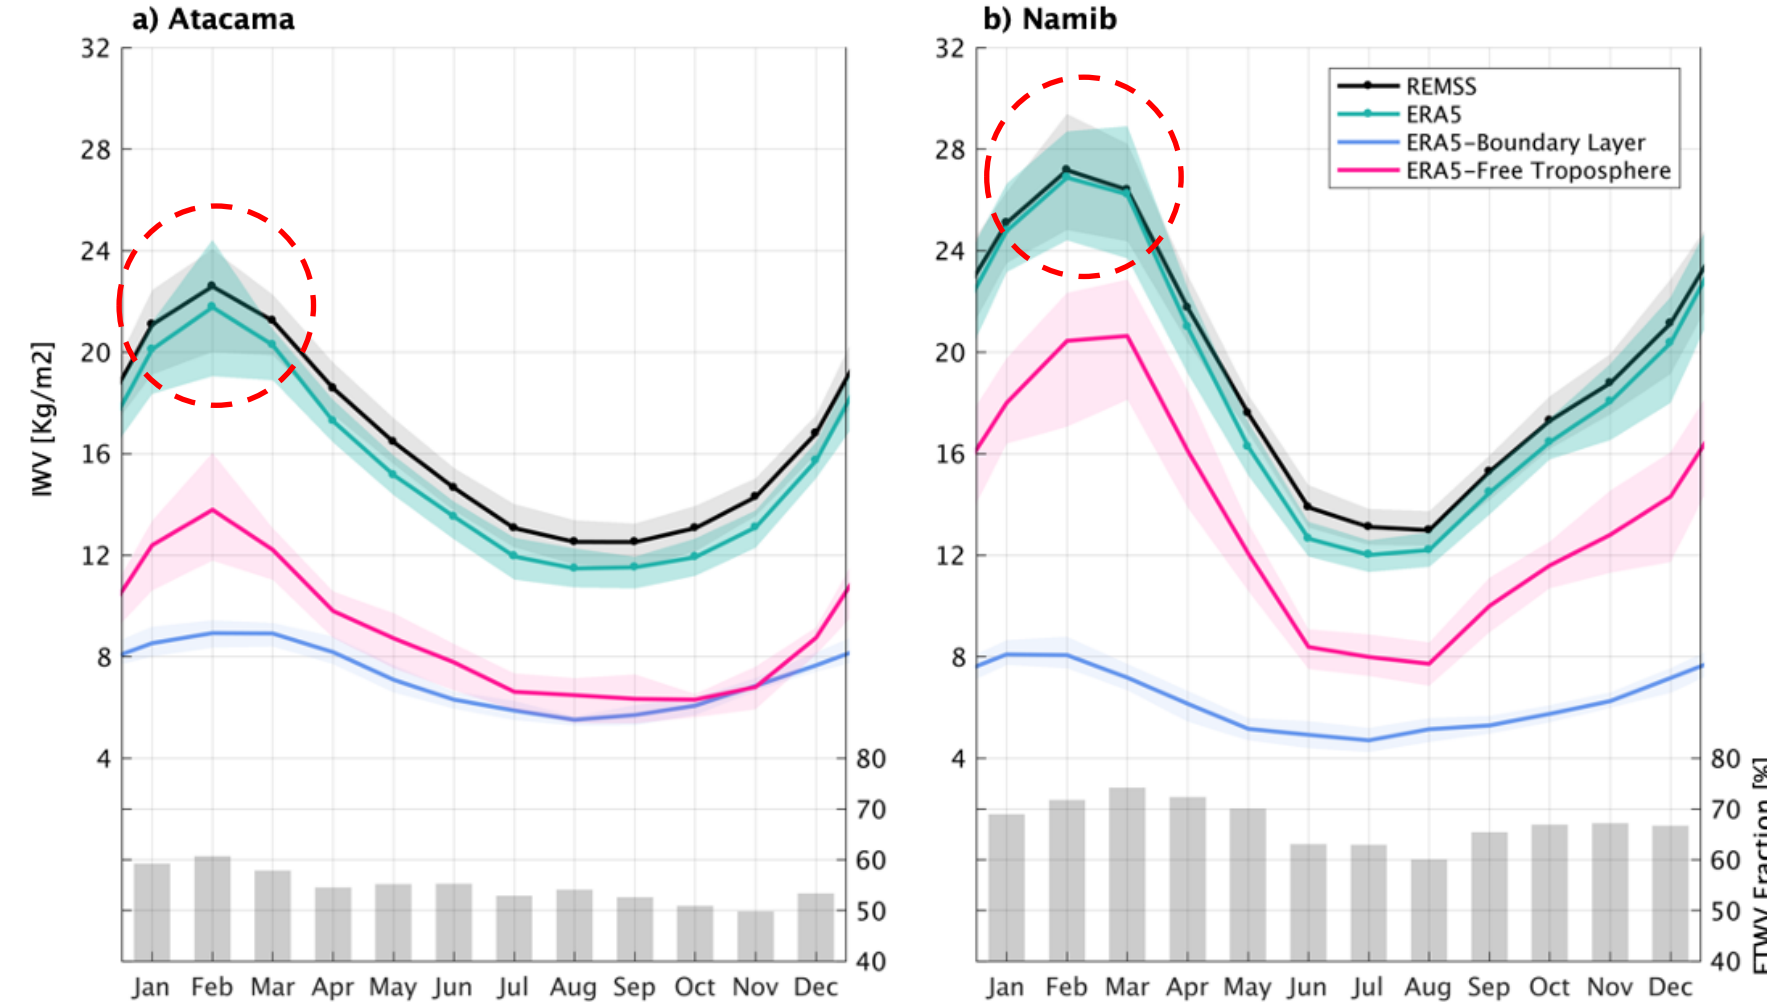 a) Atacama
b) Namib
IWV [Kg/m2]
32
28
24
20
16
12
8
4
80
70
60
50
40
Jan Feb Mar Apr May Jun Jul Aug Sep Oct Nov Dec
32
28
24
20
16
12
8
4
REMSS
ERA5
ERA5-Boundary Layer
ERA5-Free Troposphere
80
70
60
50
40
FTWV Fraction [%]
Jan Feb Mar Apr May Jun Jul Aug Sep Oct Nov Dec